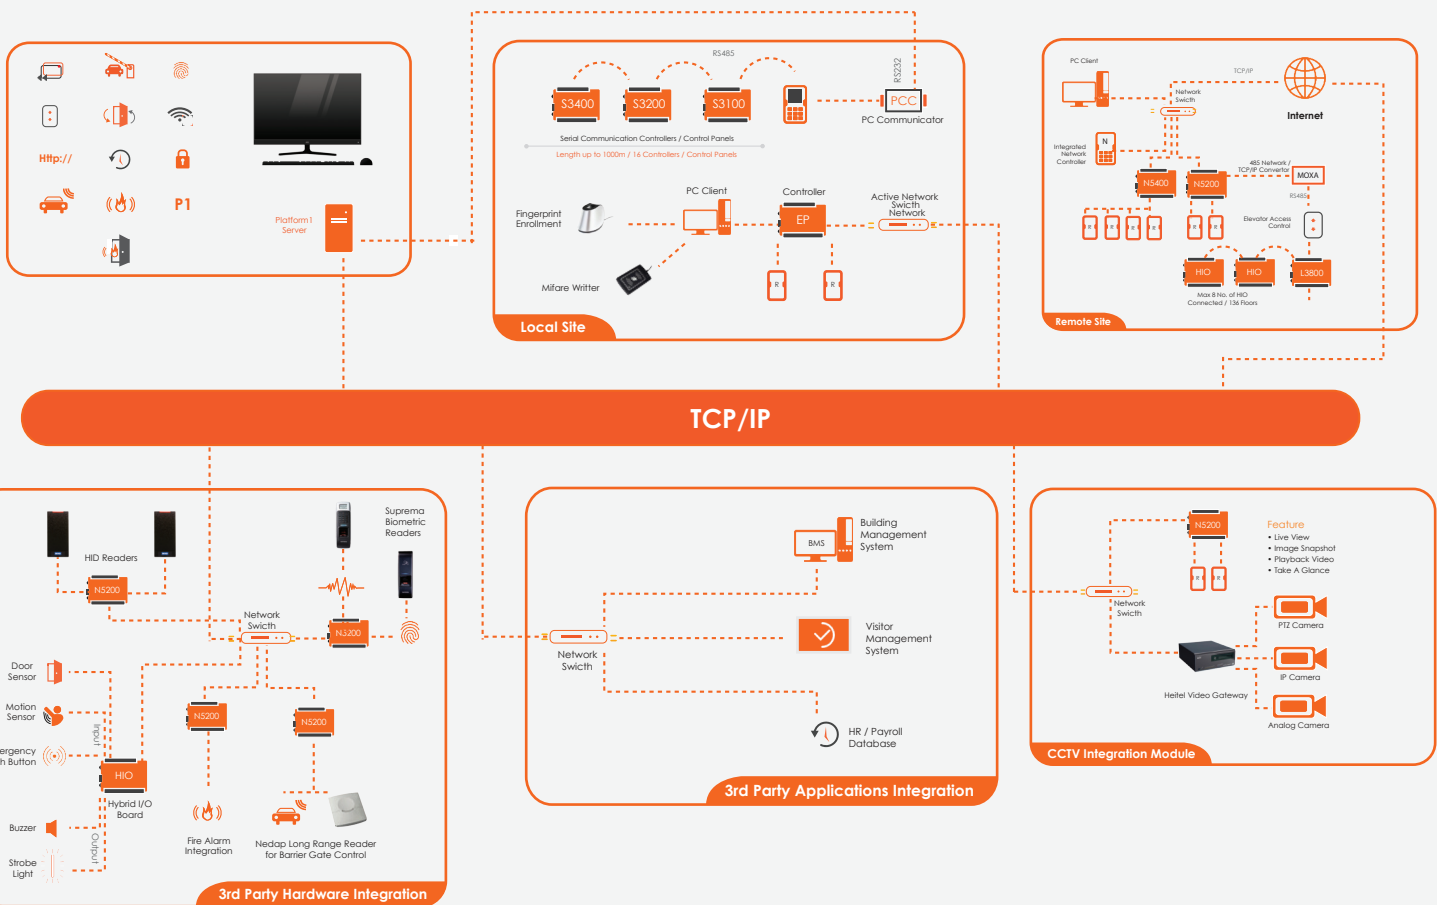 Http://
P1
Platform1
Server
RS485
RS232
S3400
S3200
S3100
PCC
PC Communicator
Serial Communication Controllers / Control Panels
Length up to 1000m / 16 Controllers / Control Panels
PC Client
Controller
Active Network
Swicth
Network
Fingerprint
Enrollment
EP
Mifare Writter
R
R
Local Site
PC Client
TCP/IP
Network
Swicth
Internet
Integrated
Network
Controller
N
485 Network /
TCP/IP Convertor
MOXA
N5400
N5200
RS485
R
R
R
R
R
R
Elevator Access
Control
HIO
HIO
L3800
Max 8 No. of HIO
Connected / 136 Floors
Remote Site
TCP/IP
HID Readers
N5200
Suprema
Biometric
Readers
Network
Swicth
N5200
Door
Sensor
Motion
Sensor
Input
ergency
h Button
HIO
Hybrid I/O
Board
Buzzer
Output
Strobe
Light
N5200
N5200
Fire Alarm
Integration
Nedap Long Range Reader
for Barrier Gate Control
3rd Party Hardware Integration
BMS
Building
Management
System
Network
Swicth
Visitor
Management
System
HR / Payroll
Database
3rd Party Applications Integration
N5200
R
R
Feature
• Live View
• Image Snapshot
• Playback Video
• Take A Glance
Network
Swicth
PTZ Camera
IP Camera
Heitel Video Gateway
Analog Camera
CCTV Integration Module